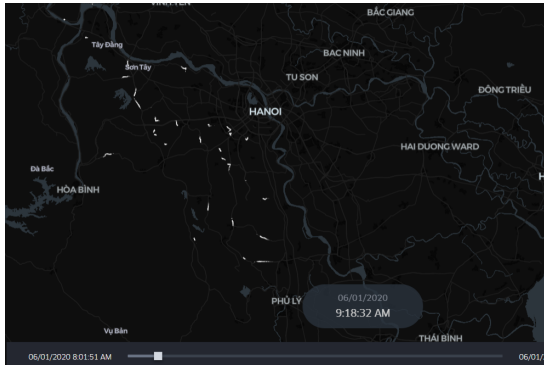 BẮC GIANG
Tây Đằng
BAC NINH
Sơn Tây
TU SON
ĐÔNG TRIỀU
HANOI
HAI DUONG WARD
Đà Bắc
HÒA BÌNH
06/01/2020
PHỦ LÝ
9:18:32 AM
Vụ Bản
THÁI BÌNH
06/01/2020 8:01:51 AM